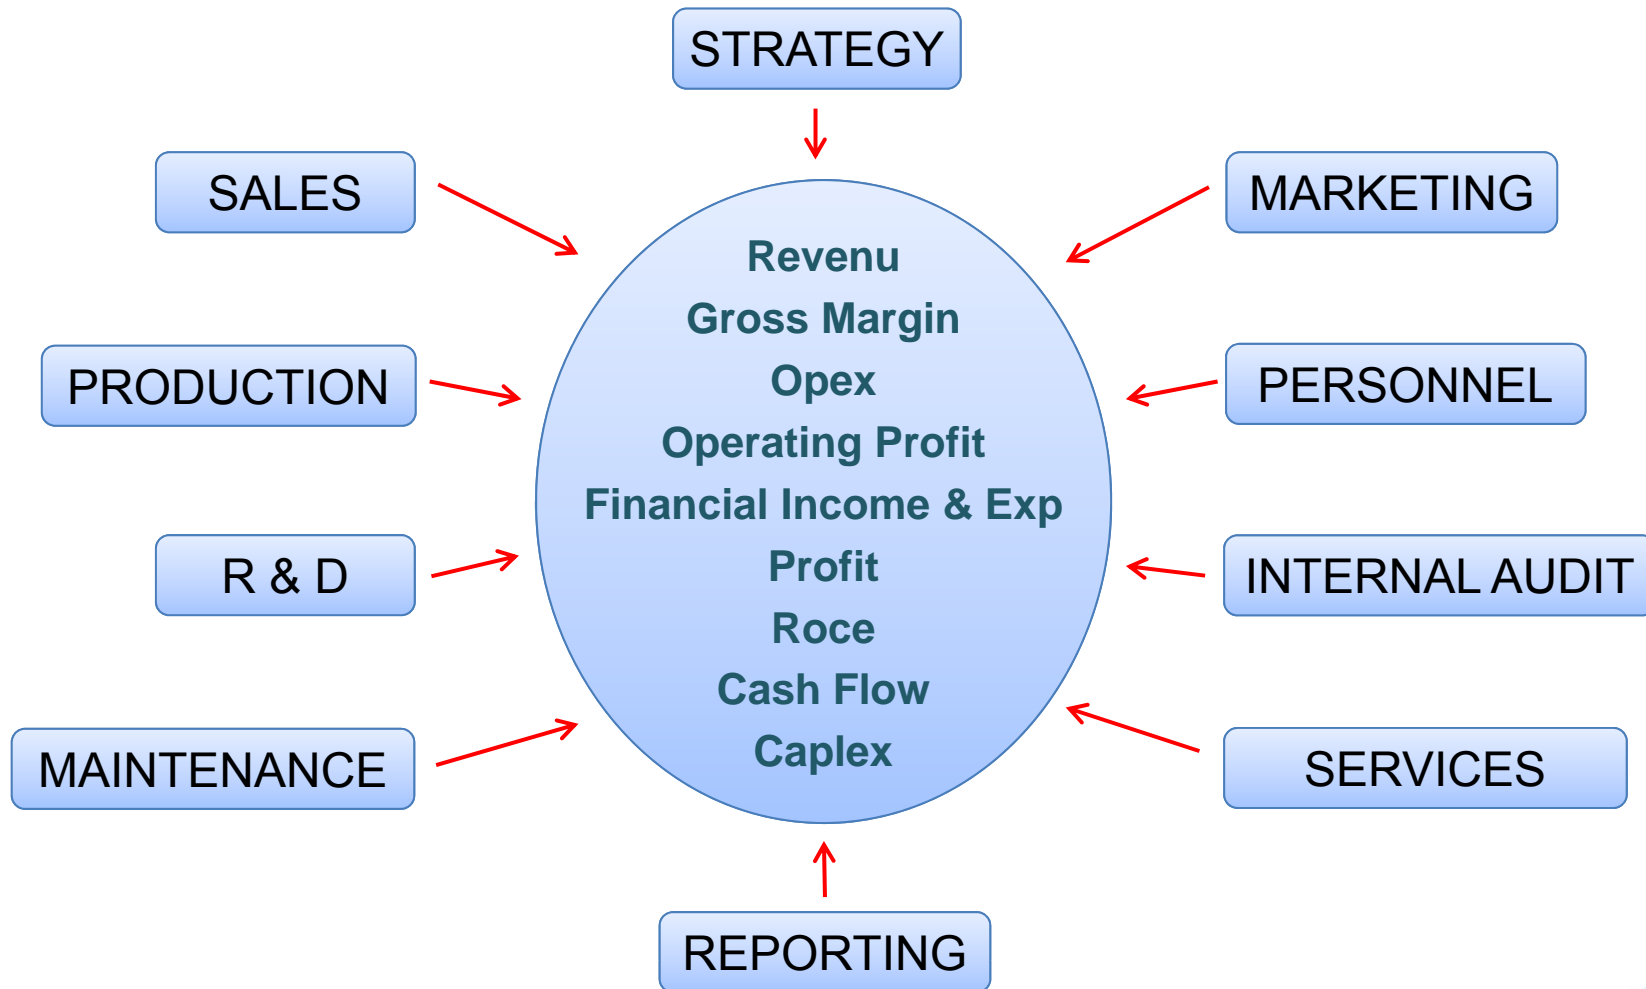 STRATEGY
SALES
MARKETING
Revenu
Gross Margin
Opex
Operating Profit
Financial Income & Exp
Profit
Roce
Cash Flow
Caplex
PRODUCTION
PERSONNEL
R & D
INTERNAL AUDIT
MAINTENANCE
SERVICES
REPORTING